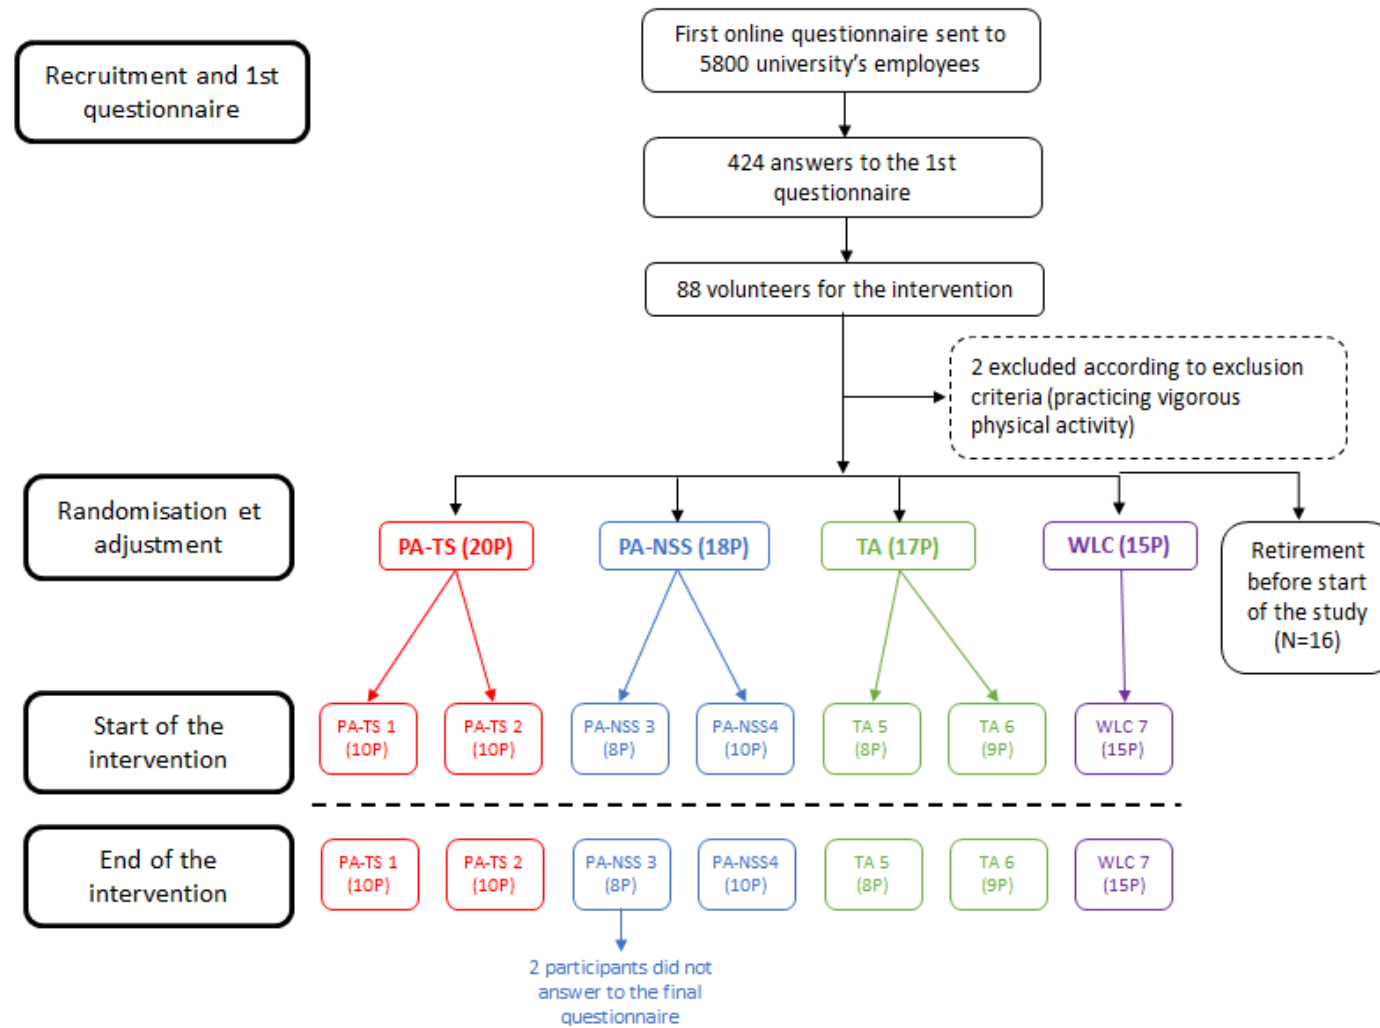 First online questionnaire sent to
5800 university's employees
Recruitment and 1st
questionnaire
424 answers to the 1st
questionnaire
88 volunteers for the intervention
2 excluded according to exclusion
criteria (practicing vigorous
physical activity)
Randomisation et
adjustment
PA-TS (20P)
PA-NSS (18P)
TA (17P)
WLC (15P)
Retirement
before start
of the study
(N=16)
Start of the
intervention
PA-TS 1
(10P)
PA-TS 2
(10P)
PA-NSS 3
(8P)
PA-NSS4
(10P)
TA 5
(8P)
TA 6
(9P)
WLC 7
(15P)
End of the
intervention
PA-TS 1
(10P)
PA-TS 2
(10P)
PA-NSS 3
(8P)
PA-NSS4
(10P)
TA 5
(8P)
TA 6
(9P)
WLC 7
(15P)
2 participants did not
answer to the final
questionnaire